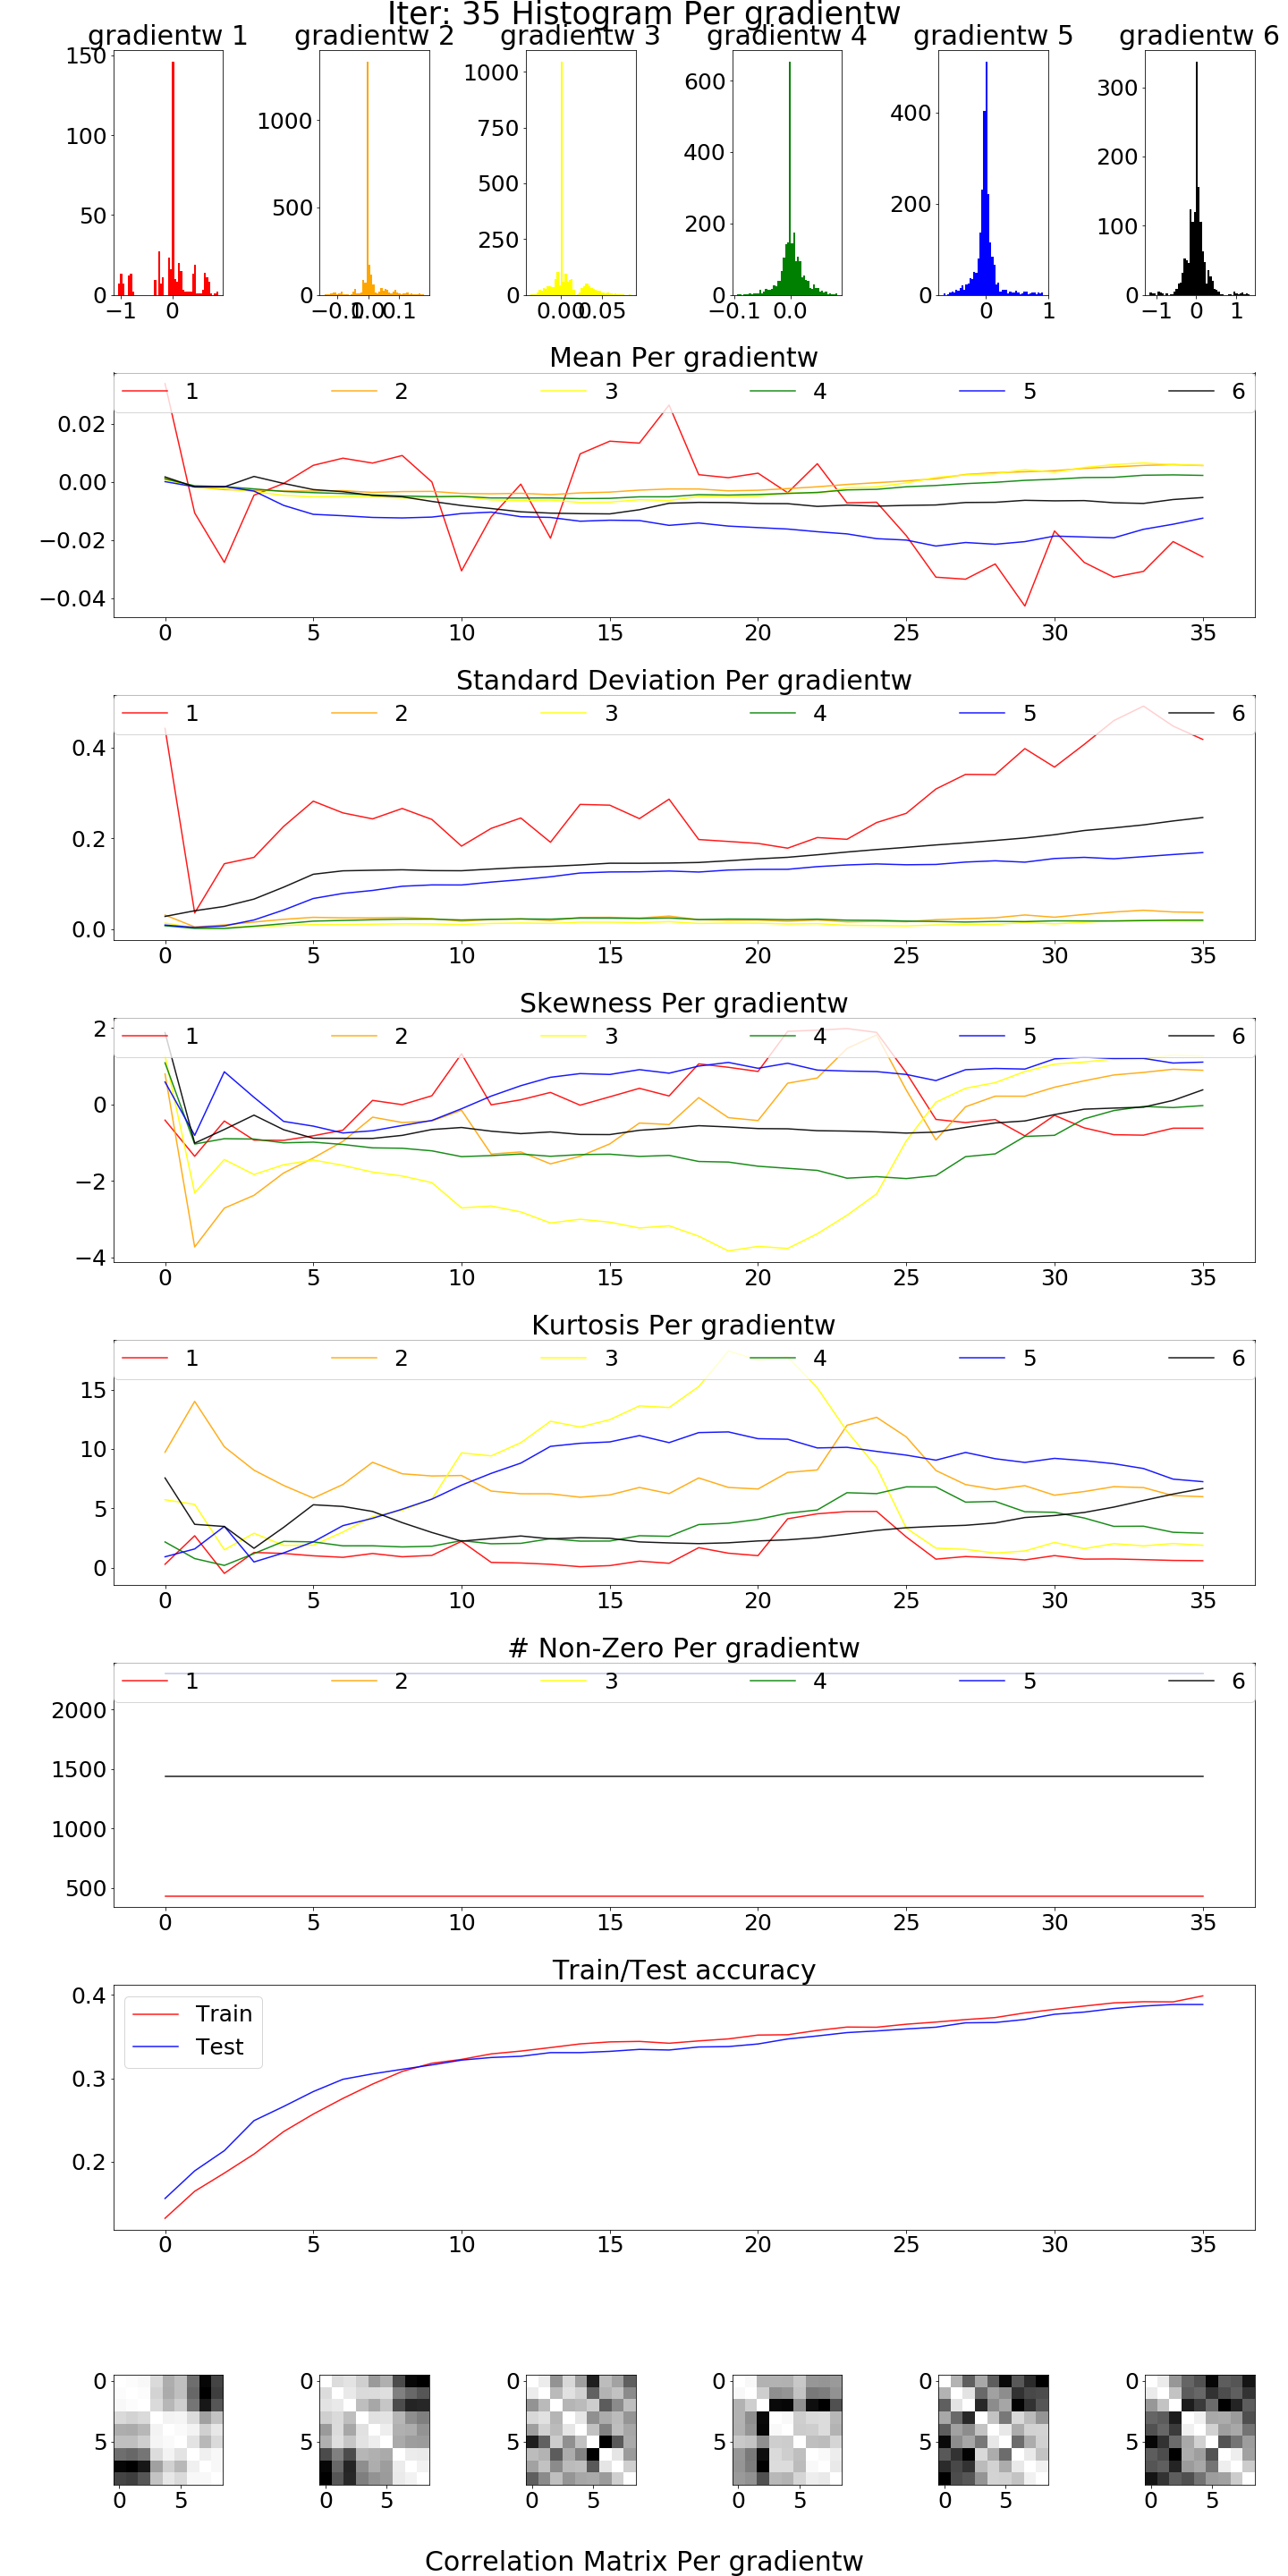 Iter: 35 Histogram Per gradientw
gradientw 1 gradientw 2 gradientw 3 gradientw 4 gradientw 5 gradientw 6
150
100
50
0
−1 0
1000
500
0
0.0 0.1
1000
750
500
250
0
0.00 0.05
600
400
200
0
−0.1 0.0
400
200
0
0 1
300
200
100
0
−1 0 1
Mean Per gradientw
1 2 3 4 5 6
0.02
0.00
−0.02
−0.04
0 5 10 15 20 25 30 35
Standard Deviation Per gradientw
1 2 3 4 5 6
0.4
0.2
0.0
0 5 10 15 20 25 30 35
Skewness Per gradientw
1 2 3 4 5 6
2
0
−2
−4
0 5 10 15 20 25 30 35
Kurtosis Per gradientw
1 2 3 4 5 6
15
10
5
0
0 5 10 15 20 25 30 35
# Non-Zero Per gradientw
1 2 3 4 5 6
2000
1500
1000
500
0 5 10 15 20 25 30 35
Train/Test accuracy
Train
Test
0.4
0.3
0.2
0 5 10 15 20 25 30 35
0
5
0 5
0
5
0 5
0
5
0 5
0
5
0 5
0
5
0 5
0
5
0 5
Correlation Matrix Per gradientw